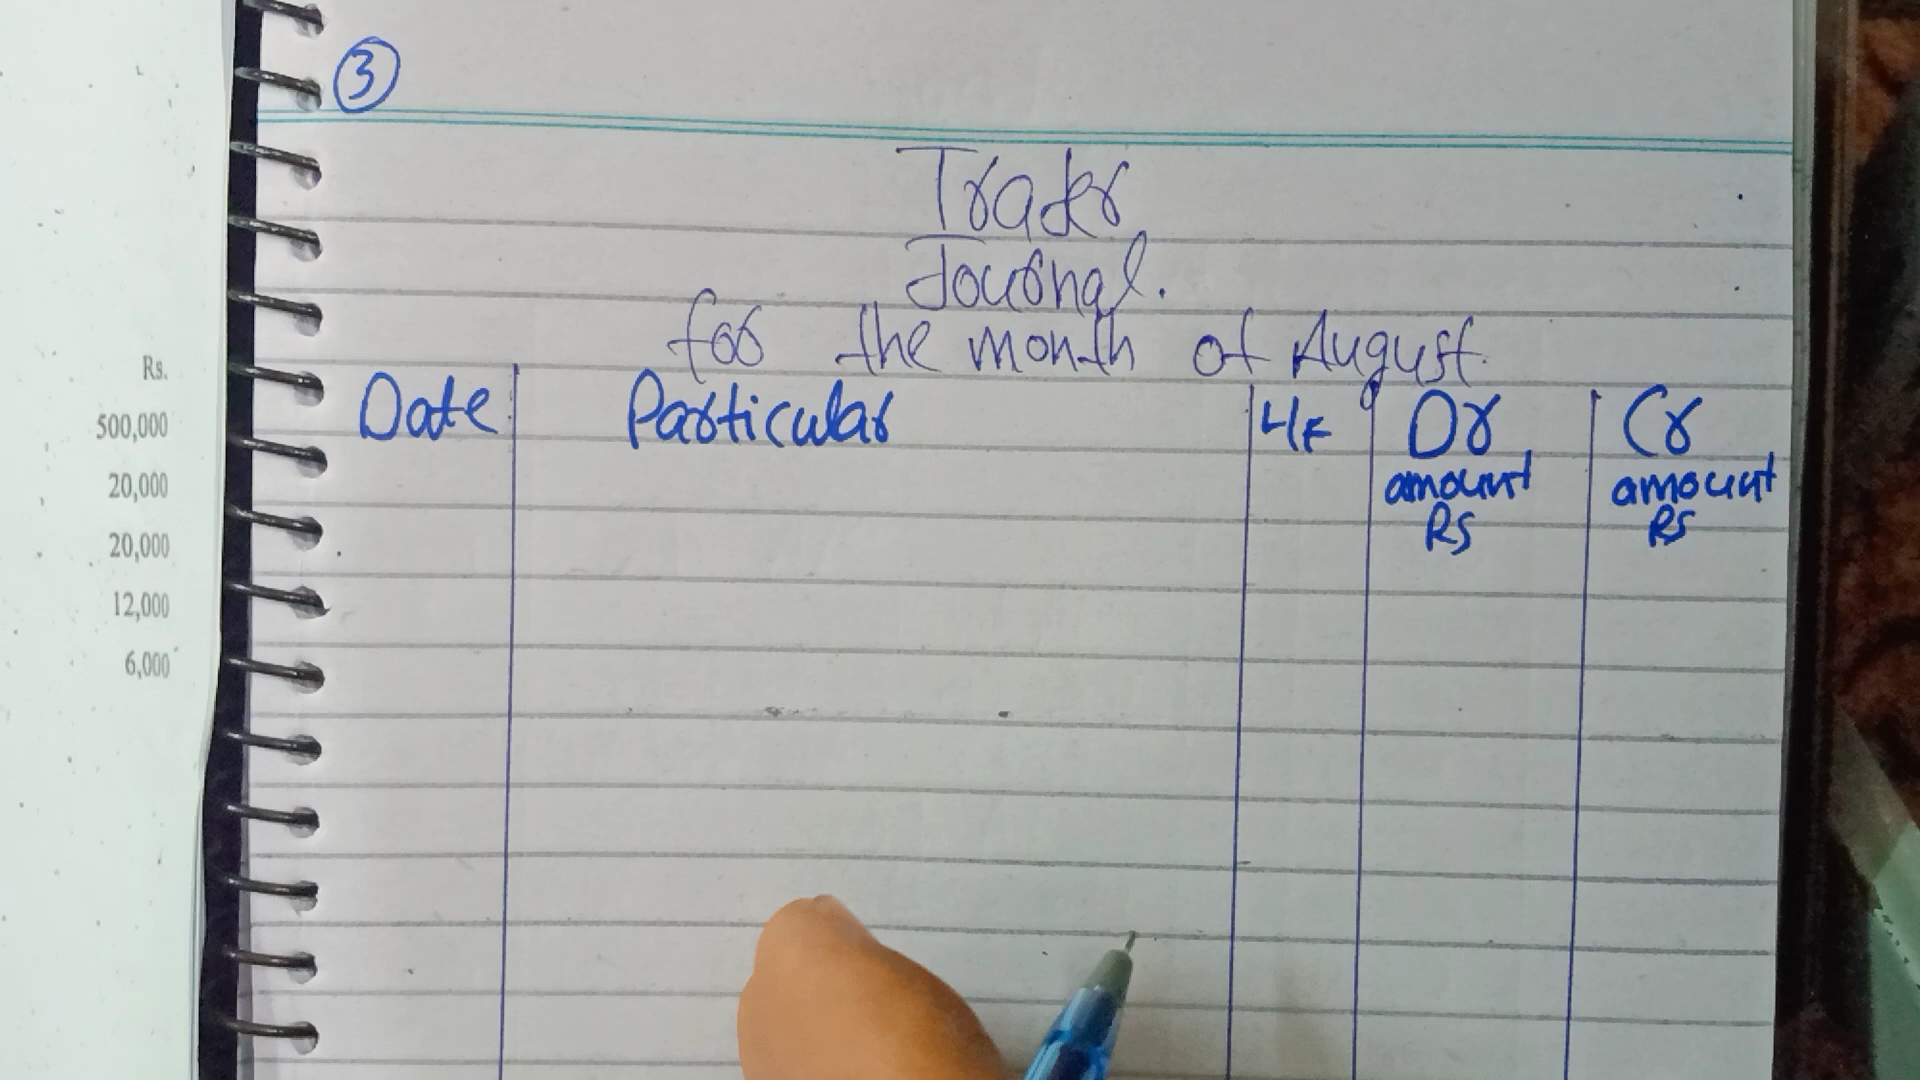 Rs.
500,000
20,000
20,000
12,000
6,000
3
Trader
Journal.
for the month of August.
Date Particular L/F Dr Cr
amount amount
Rs Rs